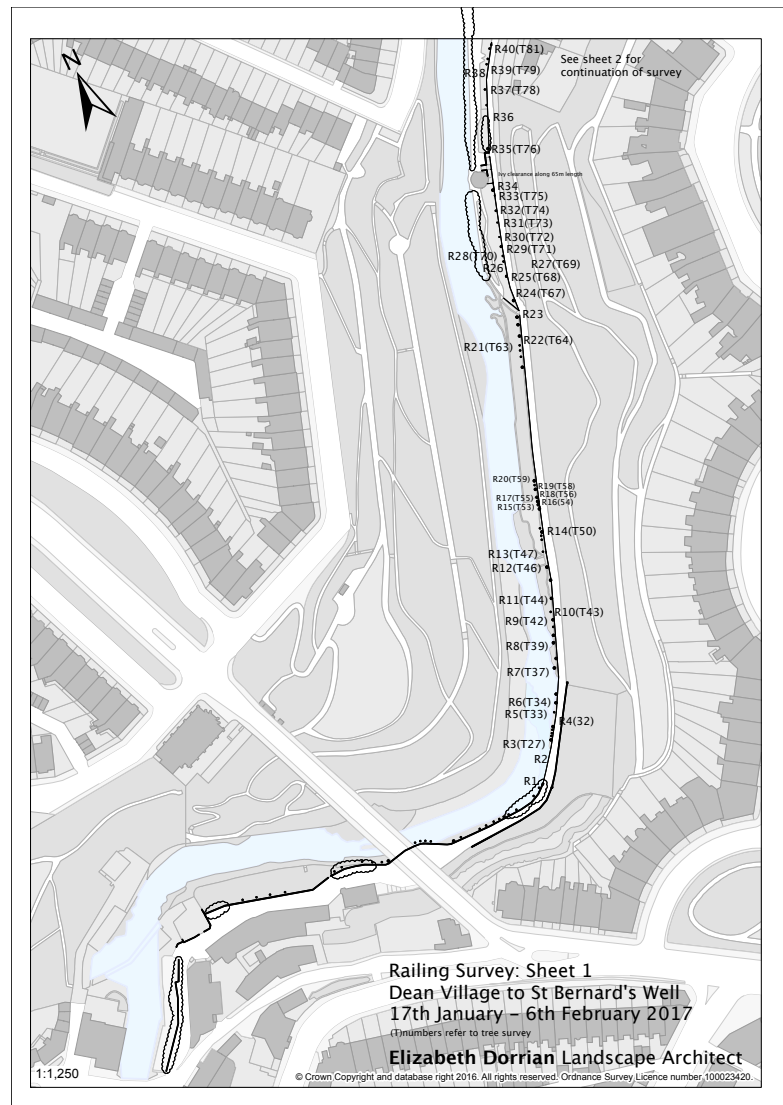 N
R40(T81)
See sheet 2 for
continuation of survey
R39(T79)
R38
R37(T78)
R36
R35(T76)
Ivy clearance along 65m length
R34
R33(T75)
R32(T74)
R31(T73)
R30(T72)
R29(T71)
R28(T70)
R27(T69)
R26
R25(T68)
R24(T67)
R23
R22(T64)
R21(T63)
R20(T59)
R19(T58)
R18(T56)
R17(T55)
R16(54)
R15(T53)
R14(T50)
R13(T47)
R12(T46)
R11(T44)
R10(T43)
R9(T42)
R8(T39)
R7(T37)
R6(T34)
R5(T33)
R4(32)
R3(T27)
R2
R1
Railing Survey: Sheet 1
Dean Village to St Bernard's Well
17th January – 6th February 2017
(T)numbers refer to tree survey
Elizabeth Dorrian Landscape Architect
1:1,250
© Crown Copyright and database right 2016. All rights reserved. Ordnance Survey Licence number 100023420.